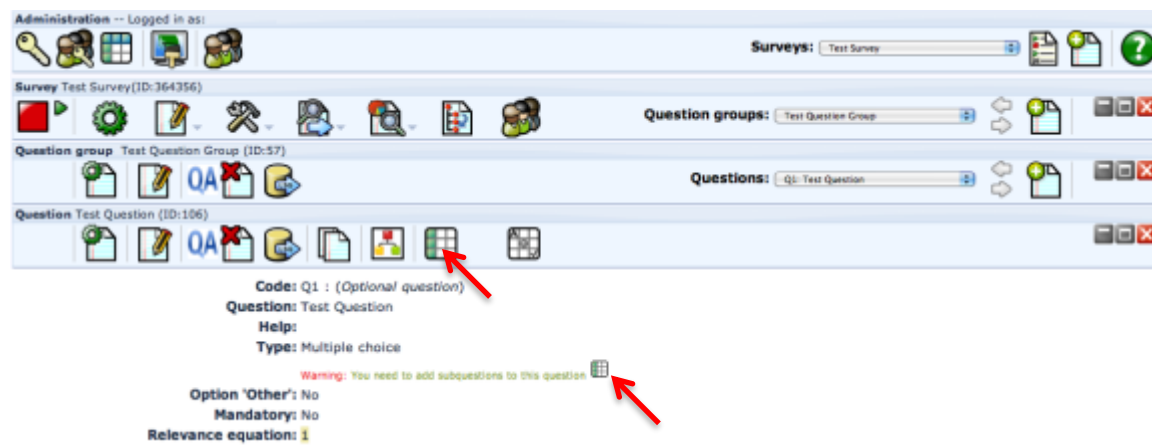 Administration -- Logged in as:
Surveys: Test Survey
Survey Test Survey(ID:364356)
Question groups: Test Question Group
Question group Test Question Group (ID:57)
QA
Questions: Q1: Test Question
Question Test Question (ID:106)
QA
Code: Q1 : (Optional question)
Question: Test Question
Help:
Type: Multiple choice
Warning: You need to add subquestions to this question
Option 'Other': No
Mandatory: No
Relevance equation: 1